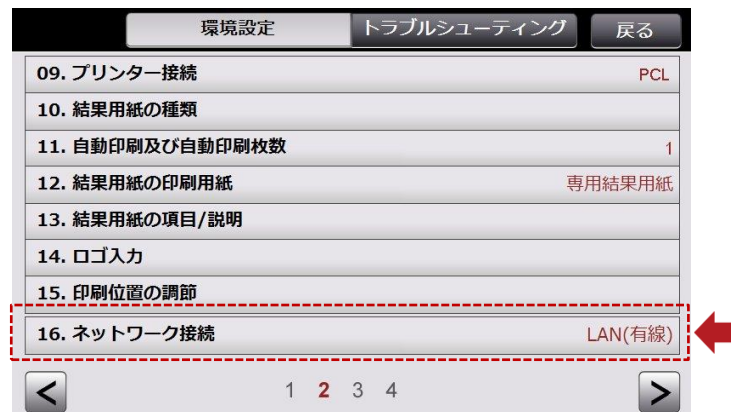 環境設定 トラブルシューティング 戻る
09. プリンター接続 PCL
10. 結果用紙の種類
11. 自動印刷及び自動印刷枚数 1
12. 結果用紙の印刷用紙 専用結果用紙
13. 結果用紙の項目/説明
14. ロゴ入力
15. 印刷位置の調節
16. ネットワーク接続 LAN(有線)
< 1 2 3 4 >